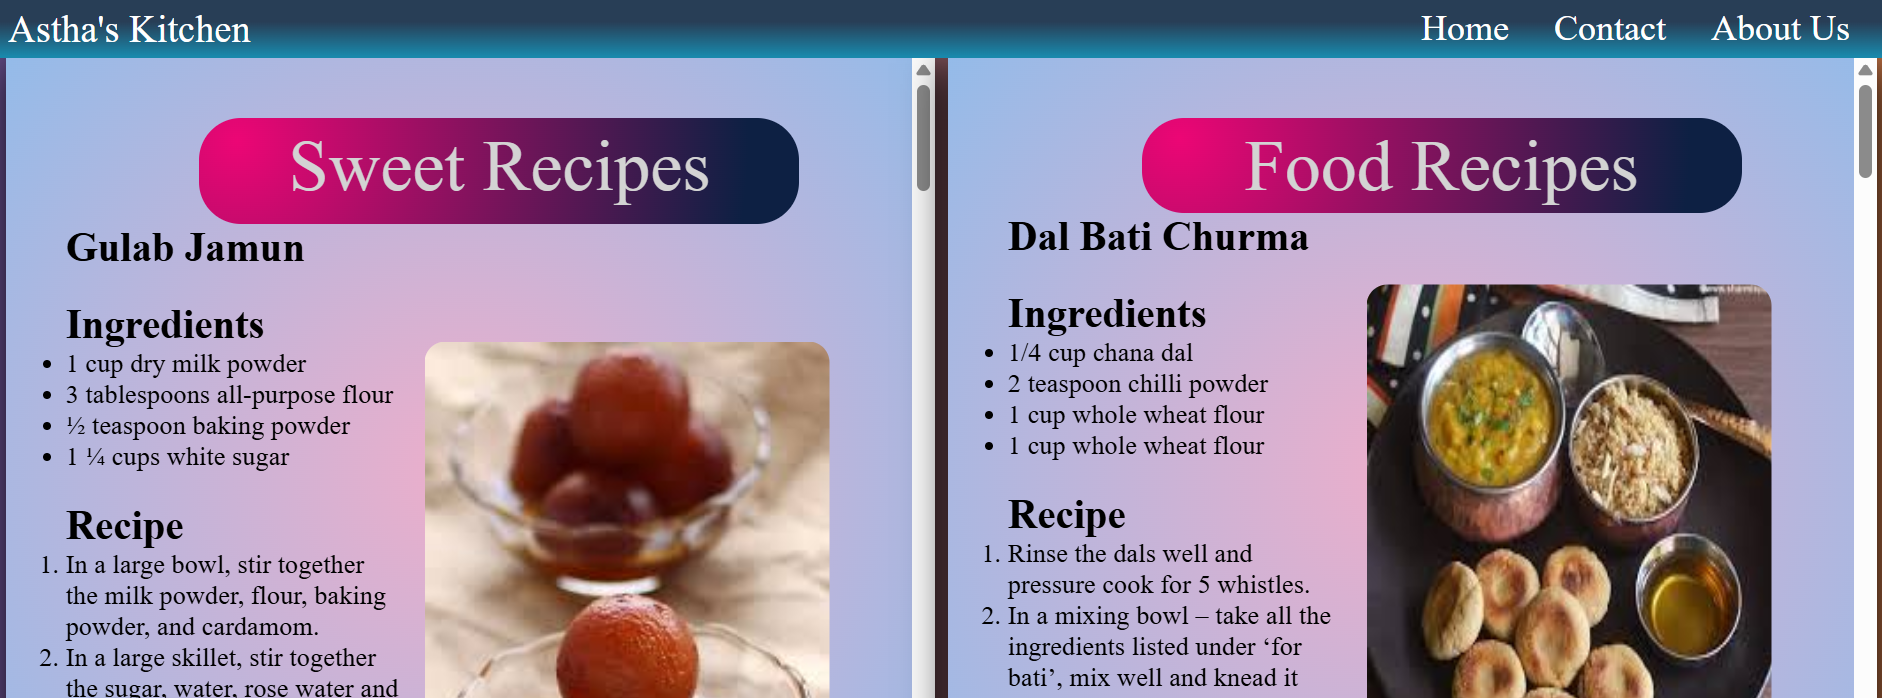 Astha's Kitchen
Home Contact About Us
Sweet Recipes
Gulab Jamun
Ingredients
• 1 cup dry milk powder
• 3 tablespoons all-purpose flour
• ½ teaspoon baking powder
• 1 ¼ cups white sugar
Recipe
1. In a large bowl, stir together
the milk powder, flour, baking
powder, and cardamom.
2. In a large skillet, stir together
the sugar, water, rose water and
Food Recipes
Dal Bati Churma
Ingredients
• 1/4 cup chana dal
• 2 teaspoon chilli powder
• 1 cup whole wheat flour
• 1 cup whole wheat flour
Recipe
1. Rinse the dals well and
pressure cook for 5 whistles.
2. In a mixing bowl – take all the
ingredients listed under ‘for
bati’, mix well and knead it